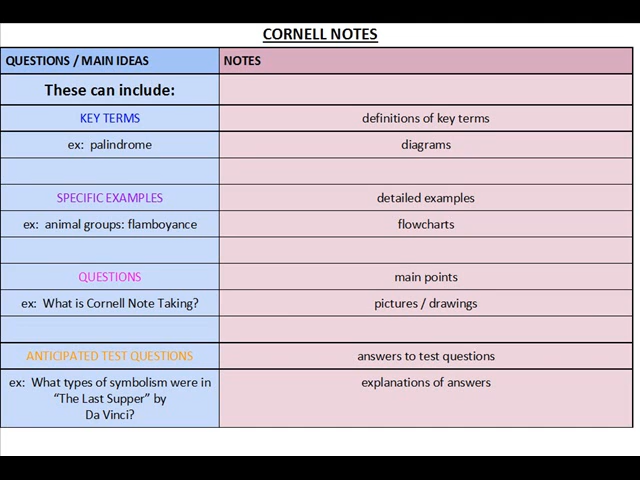 CORNELL NOTES
QUESTIONS / MAIN IDEAS NOTES
These can include:
KEY TERMS definitions of key terms
ex: palindrome diagrams
SPECIFIC EXAMPLES detailed examples
ex: animal groups: flamboyance flowcharts
QUESTIONS main points
ex: What is Cornell Note Taking? pictures / drawings
ANTICIPATED TEST QUESTIONS answers to test questions
ex: What types of symbolism were in explanations of answers
“The Last Supper” by
Da Vinci?